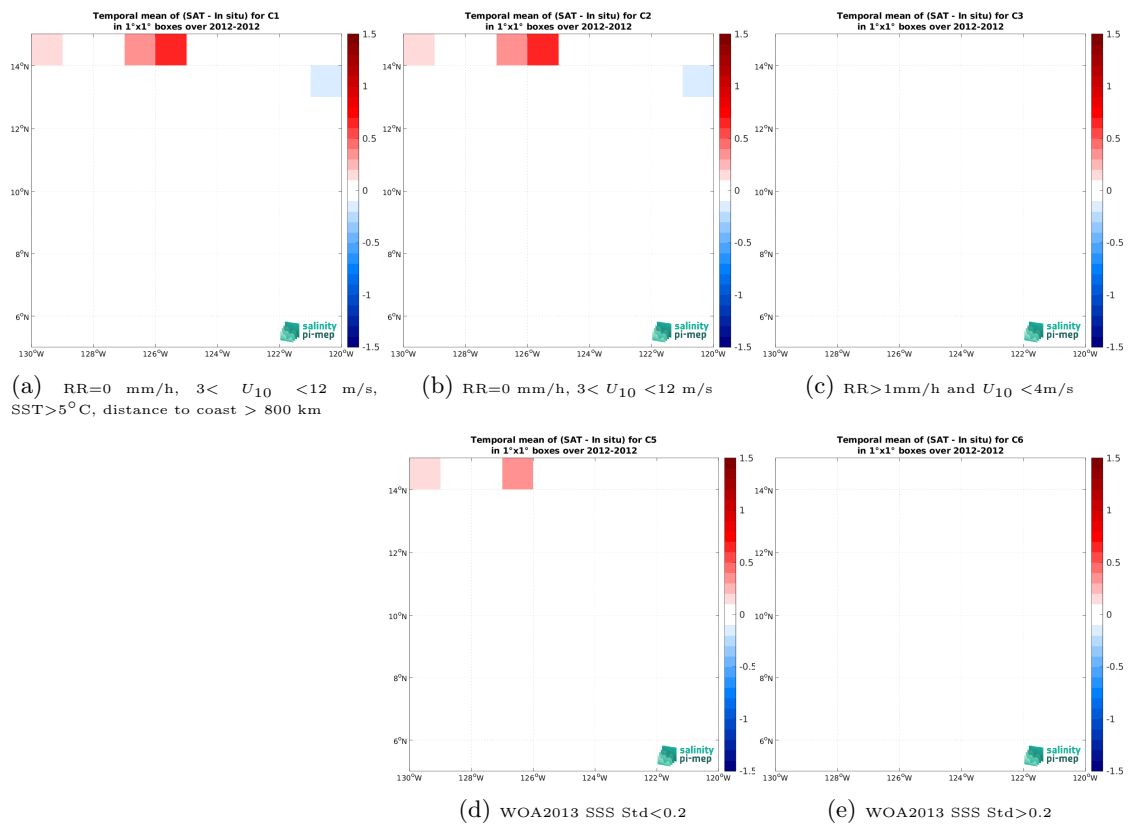 Temporal mean of (SAT - In situ) for C1
in 1°x1° boxes over 2012-2012
14°N
12°N
10°N
8°N
6°N
130°W
128°W
126°W
124°W
122°W
120°W
1.5
1
0.5
0
-0.5
-1
-1.5
salinity
pi-mep
(a) RR=0 mm/h, 3< U10 <12 m/s,
SST>5°C, distance to coast > 800 km
Temporal mean of (SAT - In situ) for C2
in 1°x1° boxes over 2012-2012
14°N
12°N
10°N
8°N
6°N
130°W
128°W
126°W
124°W
122°W
120°W
1.5
1
0.5
0
-0.5
-1
-1.5
salinity
pi-mep
(b) RR=0 mm/h, 3< U10 <12 m/s
Temporal mean of (SAT - In situ) for C3
in 1°x1° boxes over 2012-2012
14°N
12°N
10°N
8°N
6°N
130°W
128°W
126°W
124°W
122°W
120°W
1.5
1
0.5
0
-0.5
-1
-1.5
salinity
pi-mep
(c) RR>1mm/h and U10 <4m/s
Temporal mean of (SAT - In situ) for C5
in 1°x1° boxes over 2012-2012
14°N
12°N
10°N
8°N
6°N
130°W
128°W
126°W
124°W
122°W
120°W
1.5
1
0.5
0
-0.5
-1
-1.5
salinity
pi-mep
(d) WOA2013 SSS Std<0.2
Temporal mean of (SAT - In situ) for C6
in 1°x1° boxes over 2012-2012
14°N
12°N
10°N
8°N
6°N
130°W
128°W
126°W
124°W
122°W
120°W
1.5
1
0.5
0
-0.5
-1
-1.5
salinity
pi-mep
(e) WOA2013 SSS Std>0.2